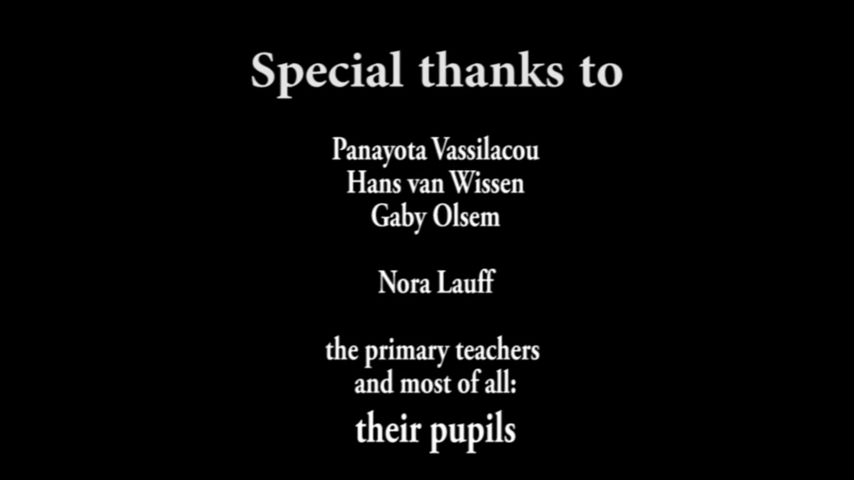 Special thanks to
Panayota Vassilacou
Hans van Wissen
Gaby Olsem
Nora Lauff
the primary teachers
and most of all:
their pupils